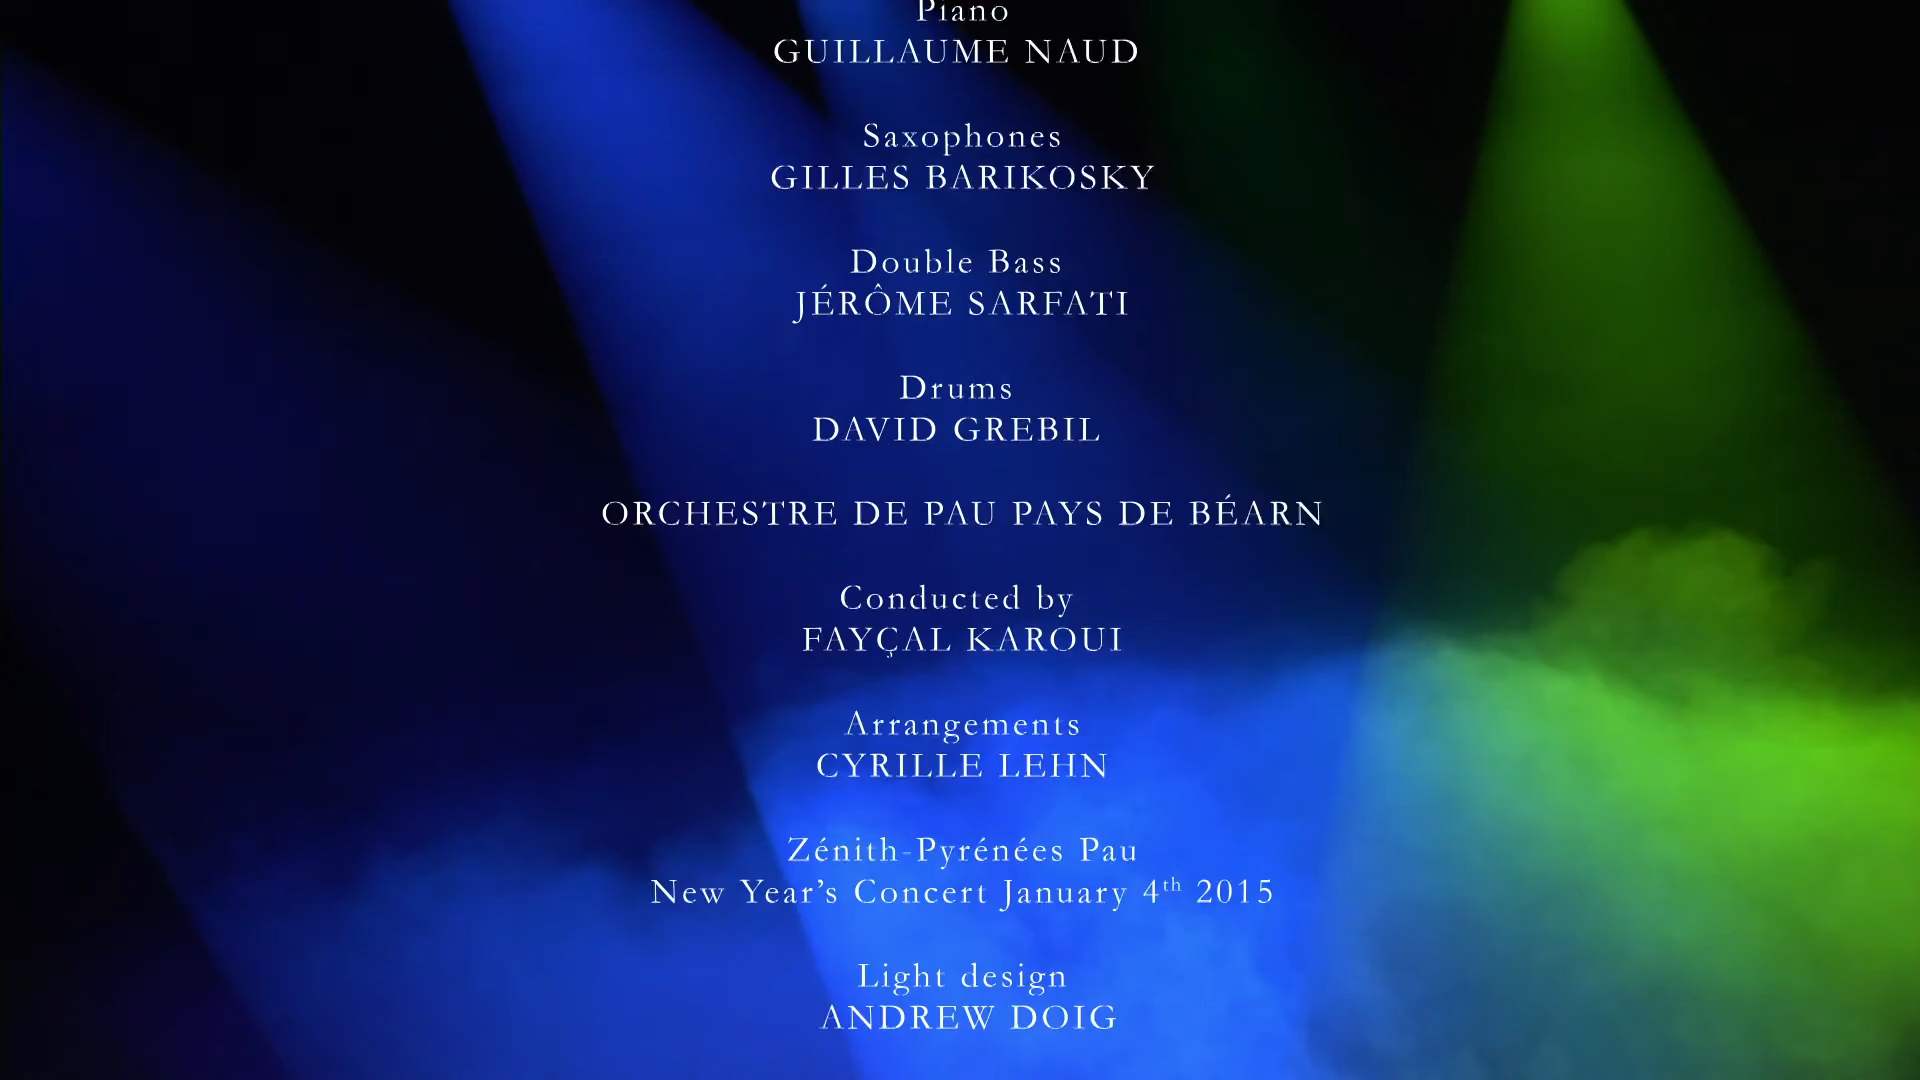 Piano
GUILLAUME NAUD
Saxophones
GILLES BARIKOSKY
Double Bass
JÉRÔME SARFATI
Drums
DAVID GREBIL
ORCHESTRE DE PAU PAYS DE BÉARN
Conducted by
FAYÇAL KAROUI
Arrangements
CYRILLE LEHN
Zénith-Pyrénées Pau
New Year’s Concert January 4th 2015
Light design
ANDREW DOIG